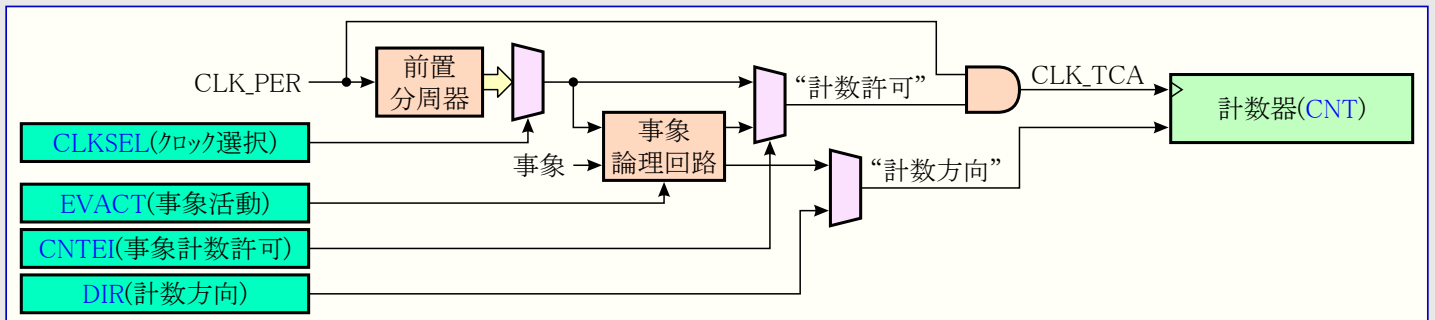 CLK_PER
前置
分周器
CLKSEL(クロック選択)
事象
事象
論理回路
EVACT(事象活動)
CNTEI(事象計数許可)
DIR(計数方向)
“計数許可”
“計数方向”
CLK_TCA
計数器(CNT)